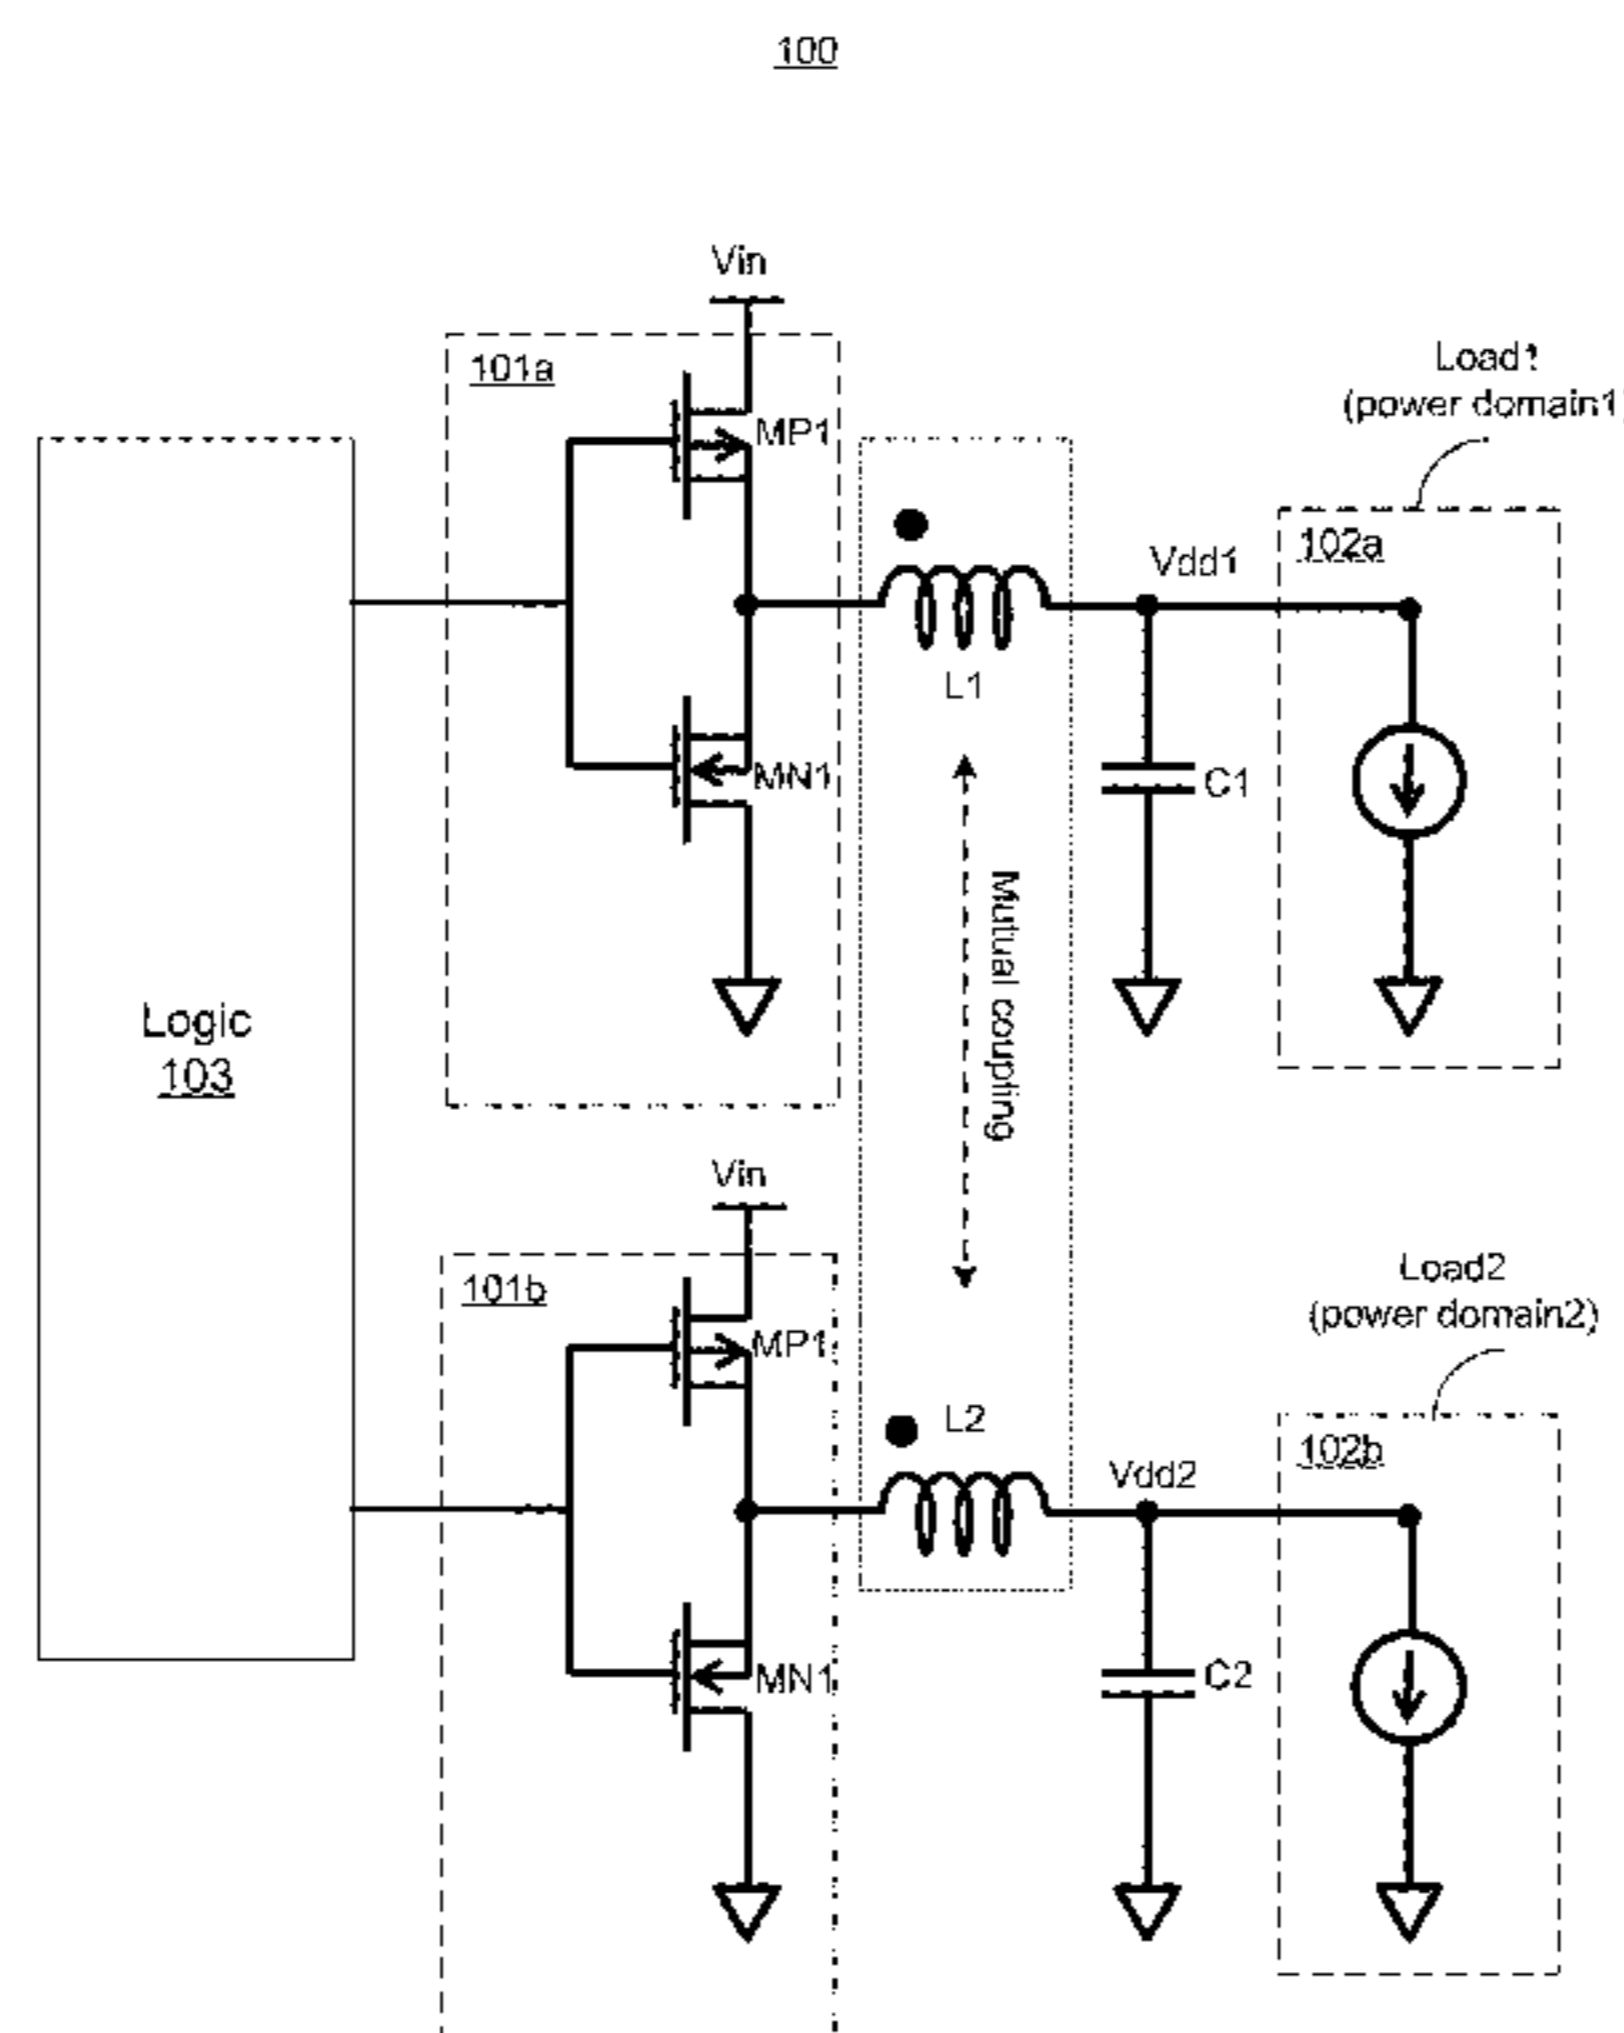 100
Vin
101a
MP1
MN1
L1
Mutual coupling
Vdd1
C1
Load1
(power domain1
102a
Logic
103
Vin
101b
MP1
MN1
L2
Vdd2
C2
Load2
(power domain2)
102b